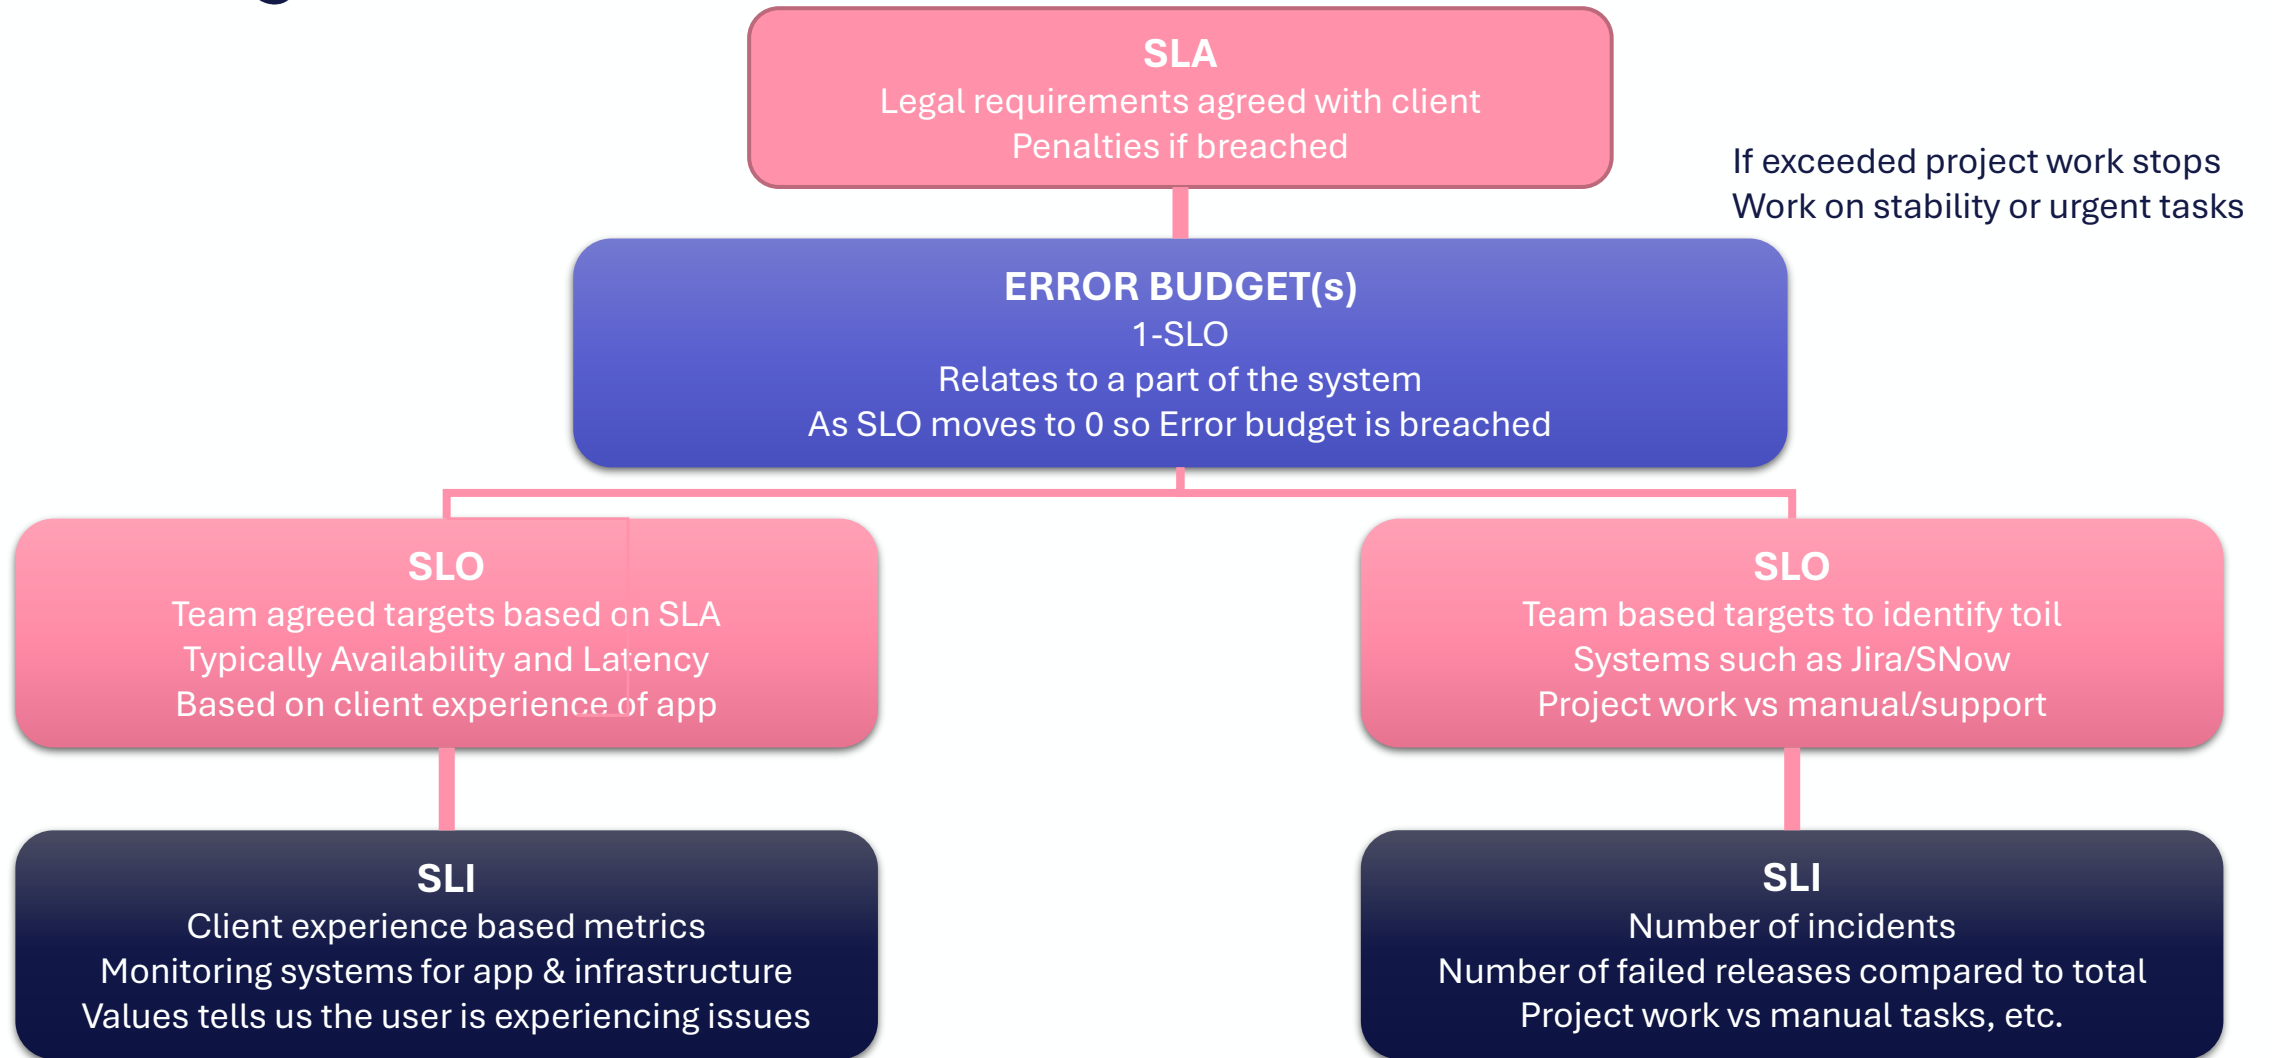 SLA
Legal requirements agreed with client
Penalties if breached
If exceeded project work stops
Work on stability or urgent tasks
ERROR BUDGET(s)
1-SLO
Relates to a part of the system
As SLO moves to 0 so Error budget is breached
SLO
Team agreed targets based on SLA
Typically Availability and Latency
Based on client experience of app
SLO
Team based targets to identify toil
Systems such as Jira/SNow
Project work vs manual/support
SLI
Client experience based metrics
Monitoring systems for app & infrastructure
Values tells us the user is experiencing issues
SLI
Number of incidents
Number of failed releases compared to total
Project work vs manual tasks, etc.